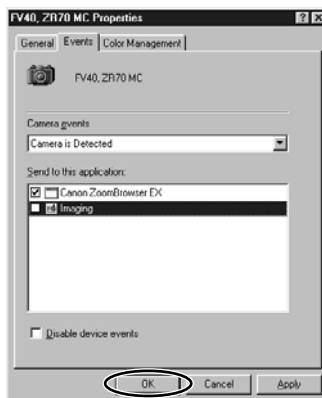 FV40, ZR70 MC Properties
General Events Color Management
FV40, ZR70 MC
Camera events
Camera is Detected
Send to this application:
Canon ZoomBrowser EX
Imaging
Disable device events
OK Cancel Apply